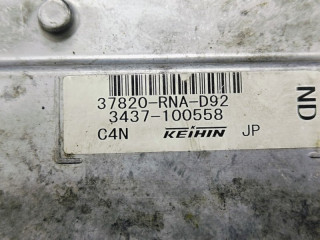 37820-RNA-D92
3437-100558
C4N KEIHIN JP
ND